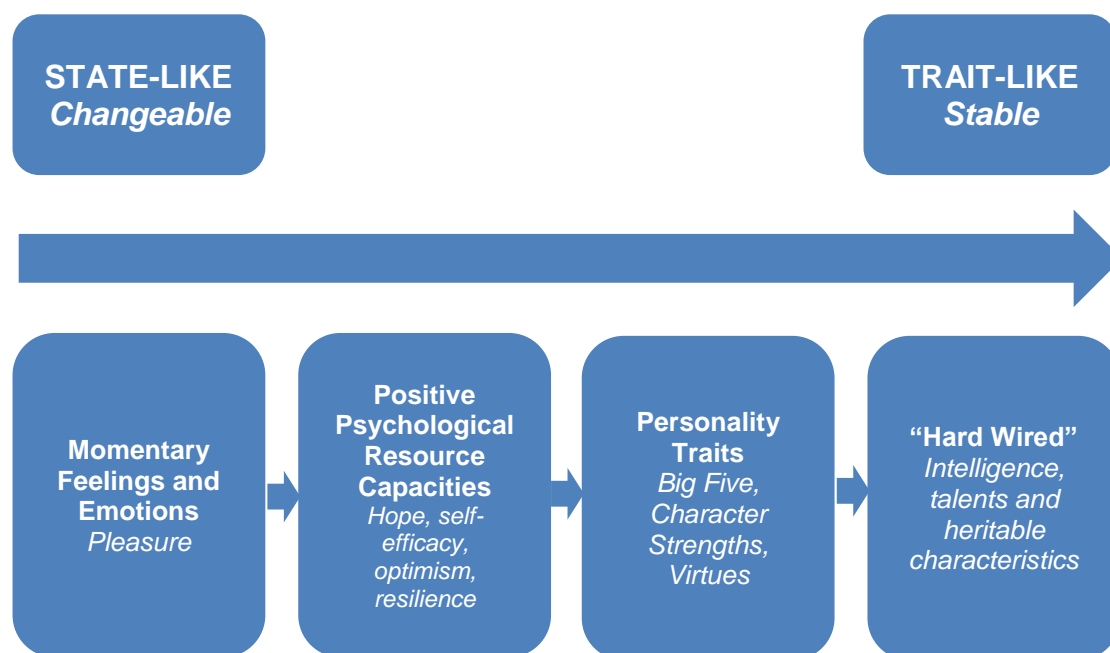 STATE-LIKE
Changeable
TRAIT-LIKE
Stable
Momentary
Feelings and
Emotions
Pleasure
Positive
Psychological
Resource
Capacities
Hope, self-
efficacy,
optimism,
resilience
Personality
Traits
Big Five,
Character
Strengths,
Virtues
“Hard Wired”
Intelligence,
talents and
heritable
characteristics